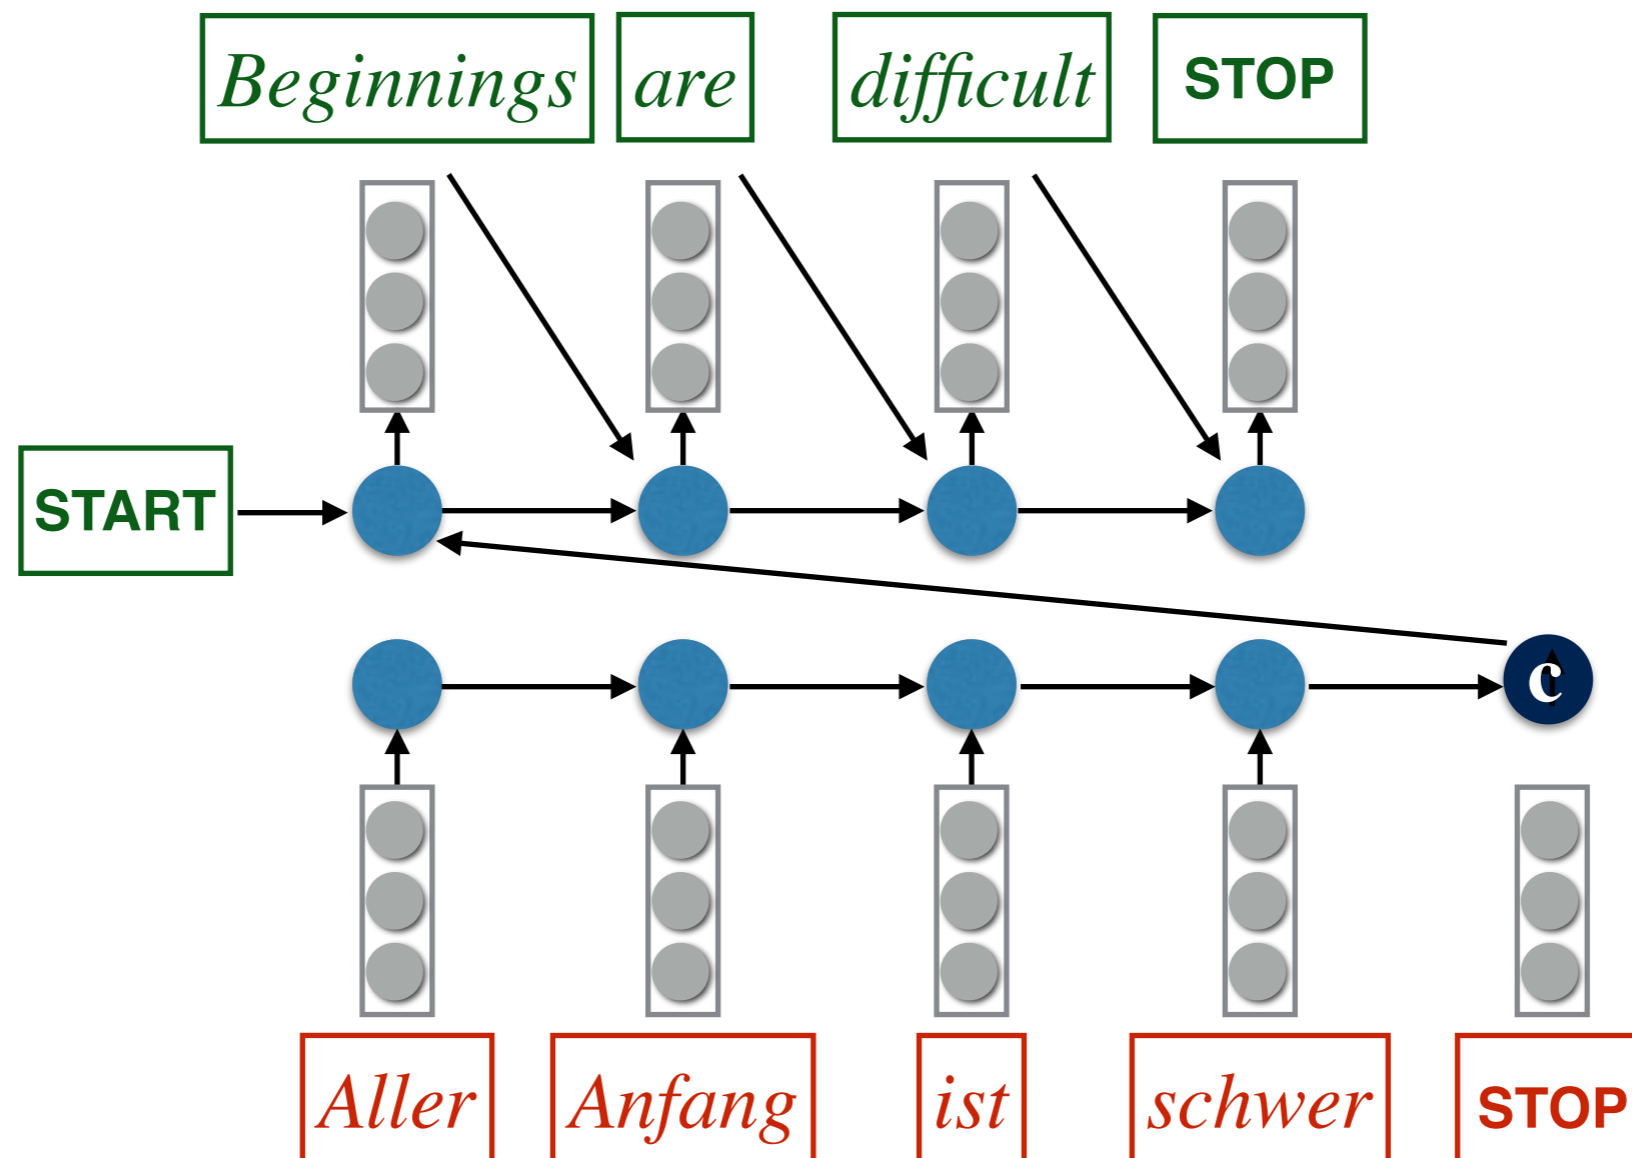 Beginnings are difficult STOP
START
c
Aller Anfang ist schwer STOP